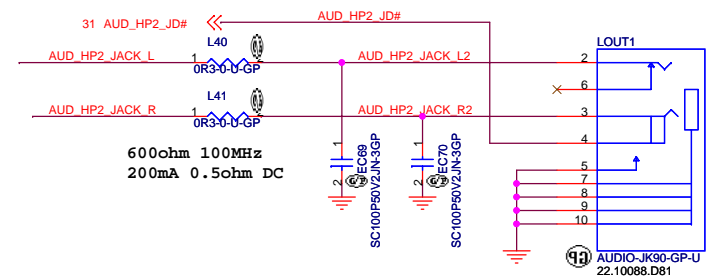 31 AUD_HP2_JD#
AUD_HP2_JD#
L40
AUD_HP2_JACK_L
1
2
0R3-0-U-GP
AUD_HP2_JACK_L2
L41
AUD_HP2_JACK_R
1
2
0R3-0-U-GP
AUD_HP2_JACK_R2
600ohm 100MHz
200mA 0.5ohm DC
1
2
EC69
SC100P50V2JN-3GP
1
2
EC70
SC100P50V2JN-3GP
LOUT1
2
6
3
4
5
7
8
9
10
AUDIO-JK90-GP-U
22.10088.D81